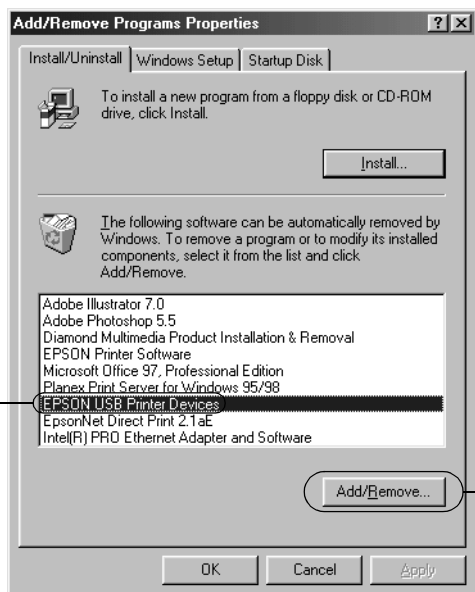 Add/Remove Programs Properties
Install/Uninstall Windows Setup Startup Disk
To install a new program from a floppy disk or CD-ROM
drive, click Install.
Install...
The following software can be automatically removed by
Windows. To remove a program or to modify its installed
components, select it from the list and click
Add/Remove.
Adobe Illustrator 7.0
Adobe Photoshop 5.5
Diamond Multimedia Product Installation & Removal
EPSON Printer Software
Microsoft Office 97, Professional Edition
Planex Print Server for Windows 95/98
EPSON USB Printer Devices
EpsonNet Direct Print 2.1aE
Intel(R) PRO Ethernet Adapter and Software
Add/Remove...
OK Cancel Apply